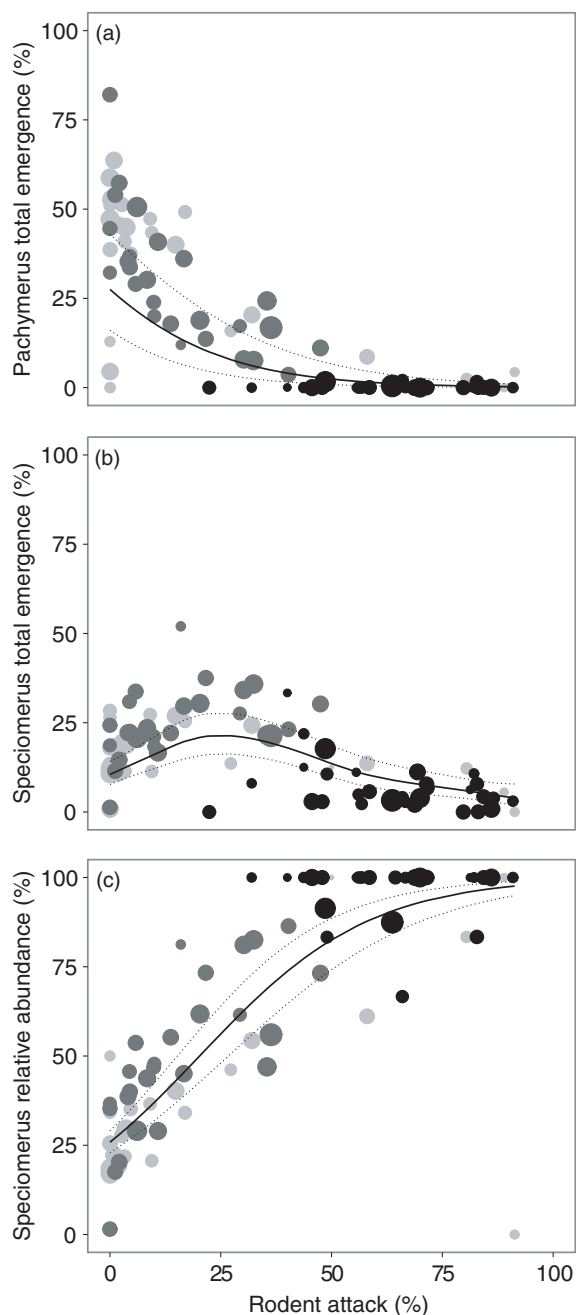 (a)
Pachymerus total emergence (%)
100
75
50
25
0
(b)
Speciomerus total emergence (%)
100
75
50
25
0
(c)
Speciomerus relative abundance (%)
100
75
50
25
0
0 25 50 75 100
Rodent attack (%)